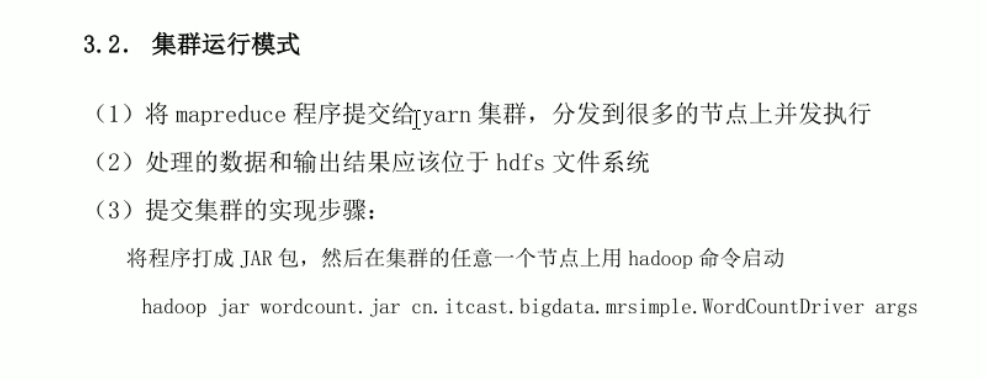 3.2. 集群运行模式
（1）将 mapreduce 程序提交给 yarn 集群，分发到很多的节点上并发执行
（2）处理的数据和输出结果应该位于 hdfs 文件系统
（3）提交集群的实现步骤：
将程序打成 JAR 包，然后在集群的任意一个节点上用 hadoop 命令启动
hadoop jar wordcount.jar cn.itcast.bigdata.mrsimple.WordCountDriver args